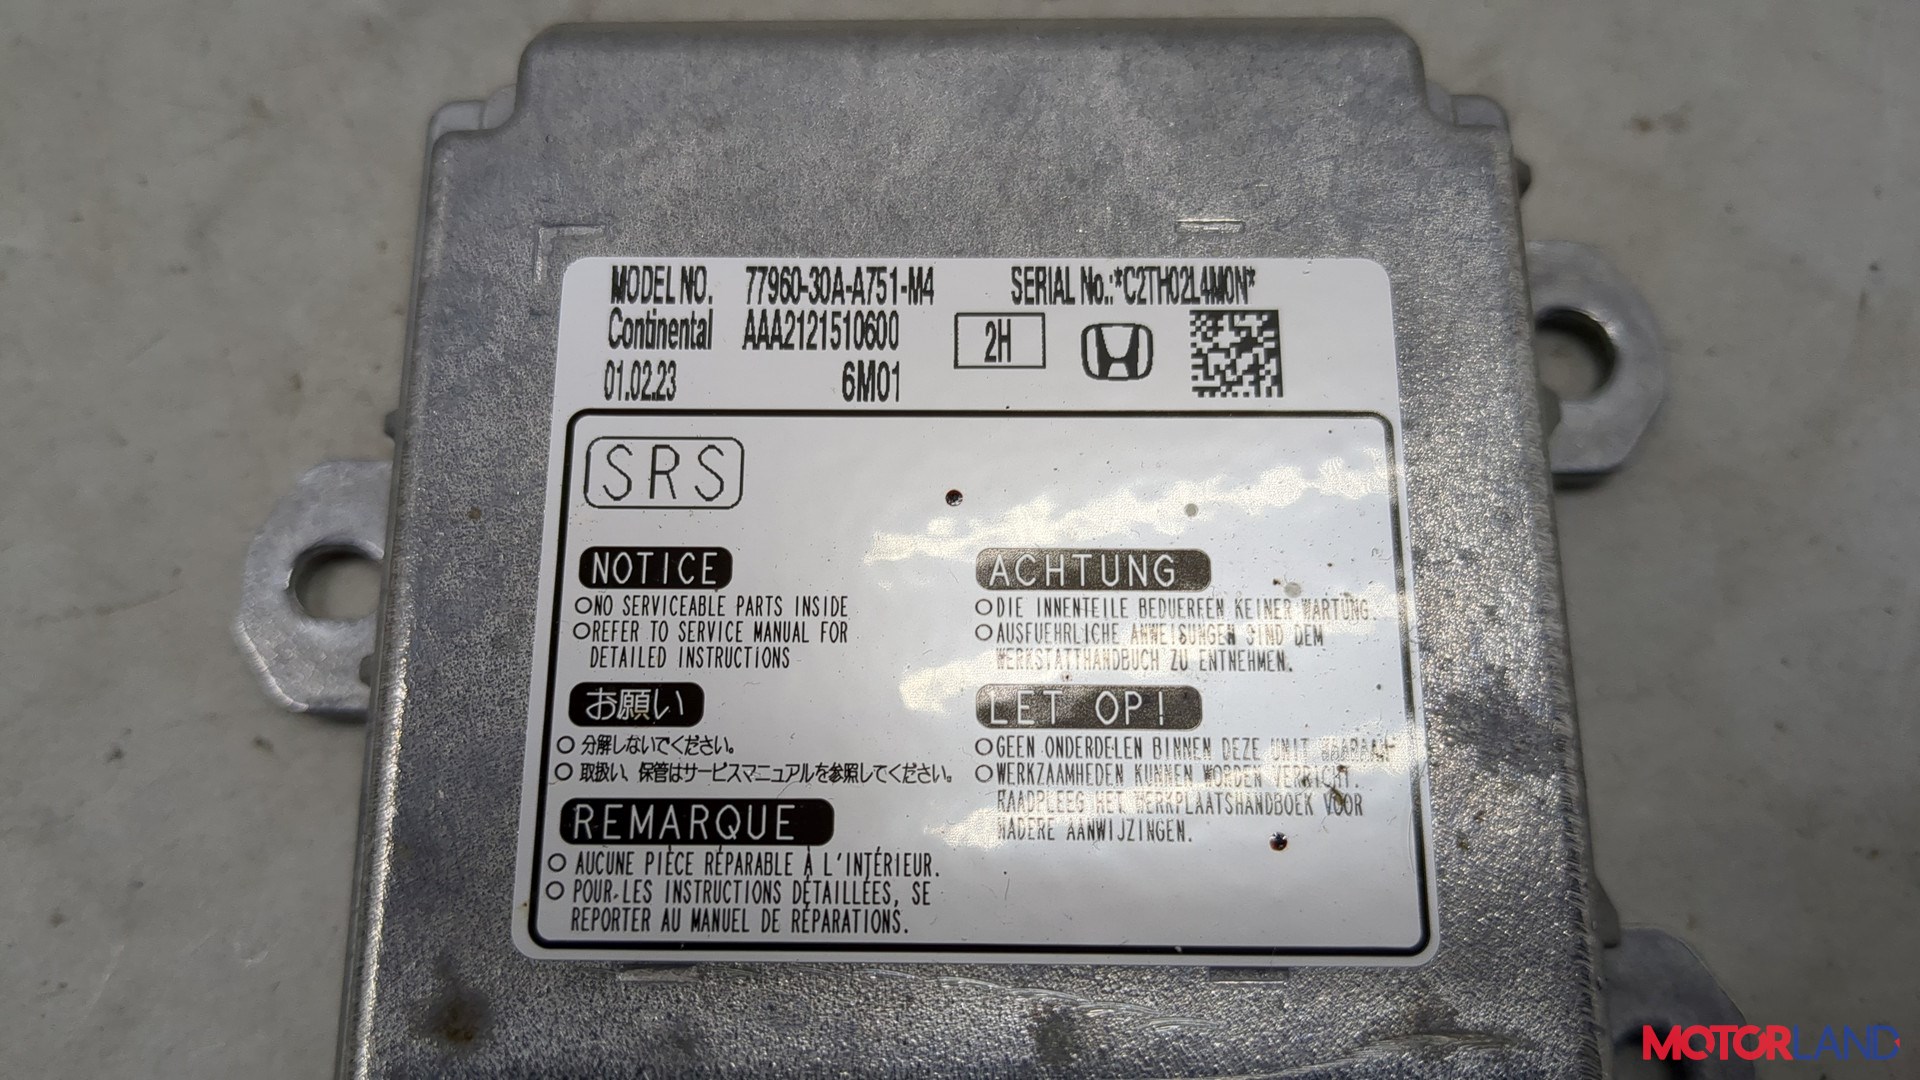 MODEL NO. 77960-30A-A751-M4 SERIAL No.:*C2TH02L4M0N*
Continental AAA2121510600 2H
01.02.23 6M01
SRS
NOTICE
○NO SERVICEABLE PARTS INSIDE
○REFER TO SERVICE MANUAL FOR
DETAILED INSTRUCTIONS
お願い
○ 分解しないでください。
○ 取扱い、保管はサービスマニュアルを参照してください。
REMARQUE
○ AUCUNE PIÈCE RÉPARABLE À L'INTÉRIEUR.
○ POUR LES INSTRUCTIONS DÉTAILLÉES, SE
REPORTER AU MANUEL DE RÉPARATIONS.
ACHTUNG
○DIE INNENTEILE BEDUERFEN KEINER WARTUNG.
○AUSFUEHRLICHE ANWEISUNGEN SIND DEM
WERKSTATTHANDBUCH ZU ENTNEHMEN.
LET OP!
○GEEN ONDERDELEN BINNEN DEZE UNIT WAARAAN
○WERKZAAMHEDEN KUNNEN WORDEN VERRICHT.
RAADPLEEG HET WERKPLAATSHANDBOEK VOOR
NADERE AANWIJZINGEN.
MOTORLAND